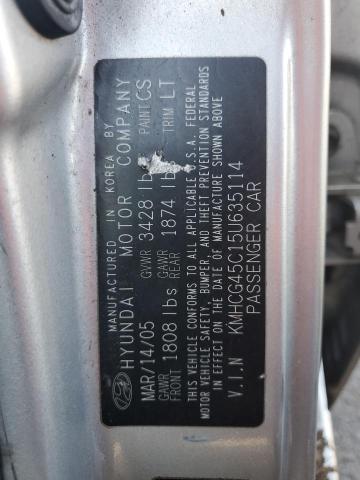 MANUFACTURED IN KOREA BY
HYUNDAI MOTOR COMPANY
MAR/14/05 GVWR 3428 lb PAINT CS
GAWR FRONT 1808 lbs GAWR REAR 1874 TRIM LT
THIS VEHICLE CONFORMS TO ALL APPLICABLE U.S.A. FEDERAL
MOTOR VEHICLE SAFETY, BUMPER, AND THEFT PREVENTION STANDARDS
IN EFFECT ON THE DATE OF MANUFACTURE SHOWN ABOVE
V.I.N KMHCG45C15U635114
PASSENGER CAR